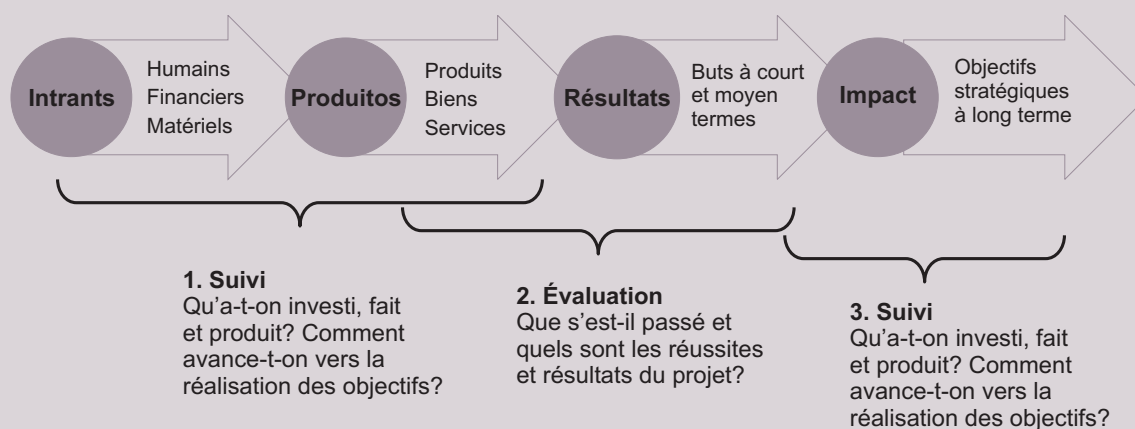 Intrants
Humains
Financiers
Matériels
Produitos
Produits
Biens
Services
Résultats
Buts à court
et moyen
termes
Impact
Objectifs
stratégiques
à long terme
1. Suivi
Qu’a-t-on investi, fait
et produit? Comment
avance-t-on vers la
réalisation des objectifs?
2. Évaluation
Que s’est-il passé et
quels sont les réussites
et résultats du projet?
3. Suivi
Qu’a-t-on investi, fait
et produit? Comment
avance-t-on vers la
réalisation des objectifs?